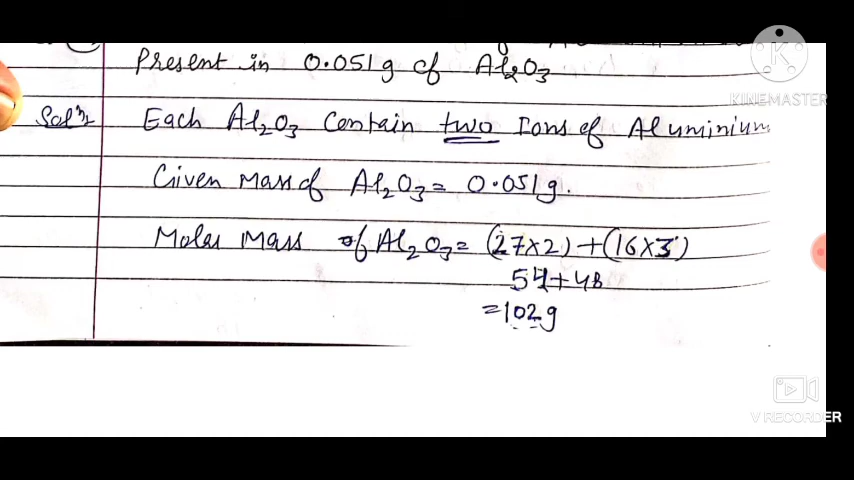 KINEMASTER
Present in 0.051g of Al2O3
Sol'n Each Al2O3 Contain two Ions of Aluminium
Given Mass of Al2O3 = 0.051g.
Molar Mass of Al2O3 = (27×2)+(16×3)
54+48
=102g
V RECORDER